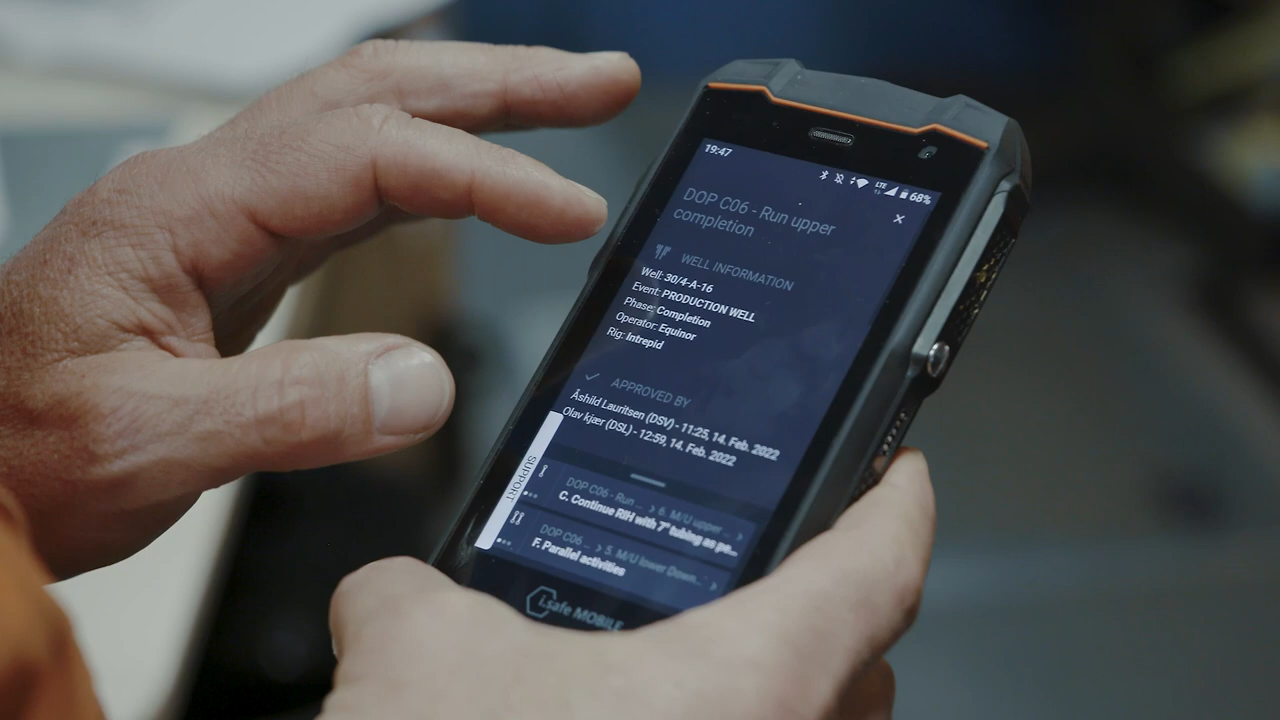 19:47
LTE 68%
DOP C06 - Run upper
completion
WELL INFORMATION
Well: 30/4-A-16
Event: PRODUCTION WELL
Phase: Completion
Operator: Equinor
Rig: Intrepid
APPROVED BY
Åshild Lauritsen (DSV) - 11:25, 14. Feb. 2022
Olav kjær (DSL) - 12:59, 14. Feb. 2022
SUPPORT
DOP C06 - Run ... > 6. M/U upper ... >
C. Continue RIH with 7" tubing as pe...
DOP C06 ... > 5. M/U lower Down... >
F. Parallel activities
i.safe MOBILE